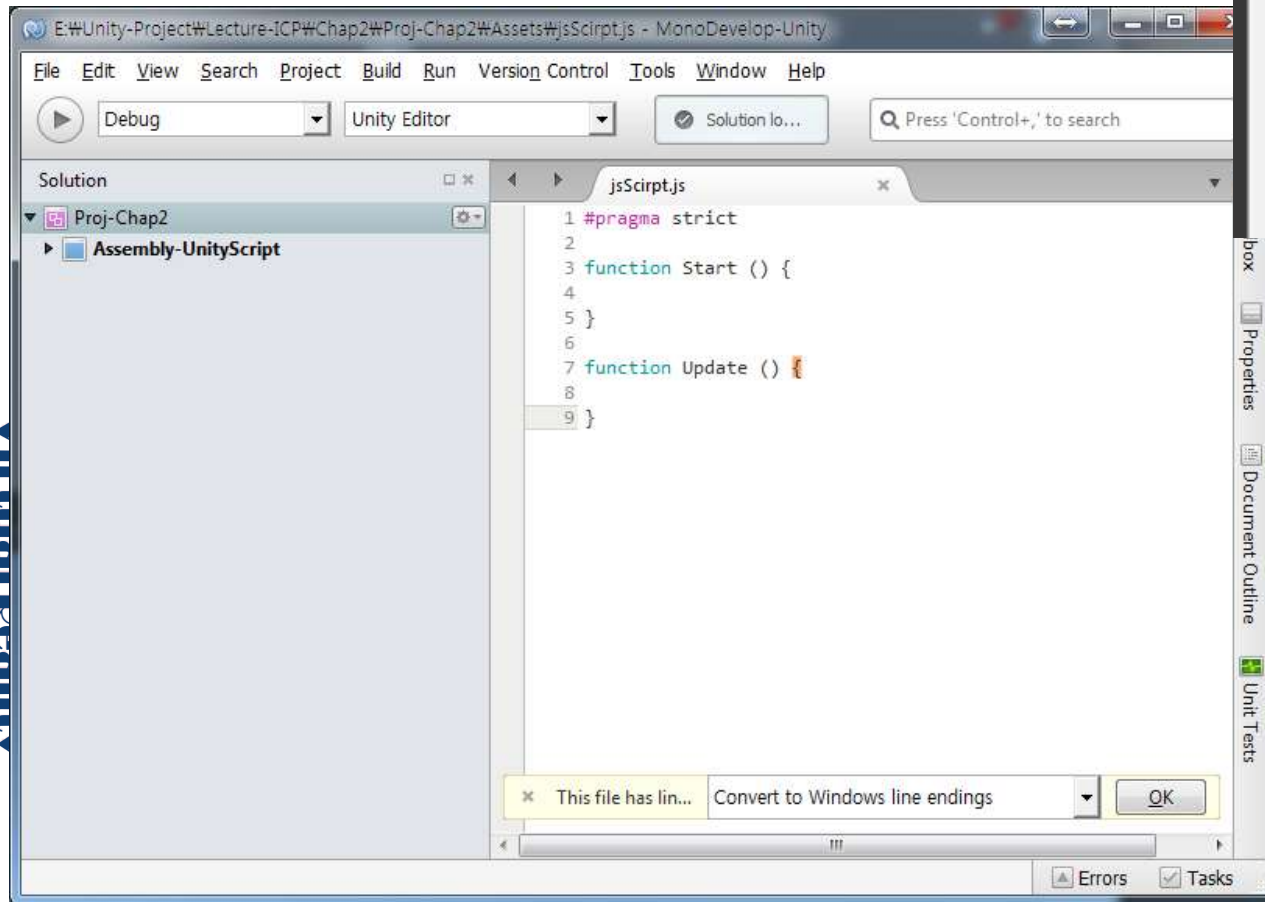 E:₩Unity-Project₩Lecture-ICP₩Chap2₩Proj-Chap2₩Assets₩jsScirpt.js - MonoDevelop-Unity
File Edit View Search Project Build Run Version Control Tools Window Help
Debug Unity Editor Solution lo... Press 'Control+,' to search
Solution
jsScirpt.js
Proj-Chap2
Assembly-UnityScript
1 #pragma strict
2
3 function Start () {
4
5 }
6
7 function Update () {
8
9 }
Properties
Document Outline
Unit Tests
This file has lin... Convert to Windows line endings OK
Errors Tasks